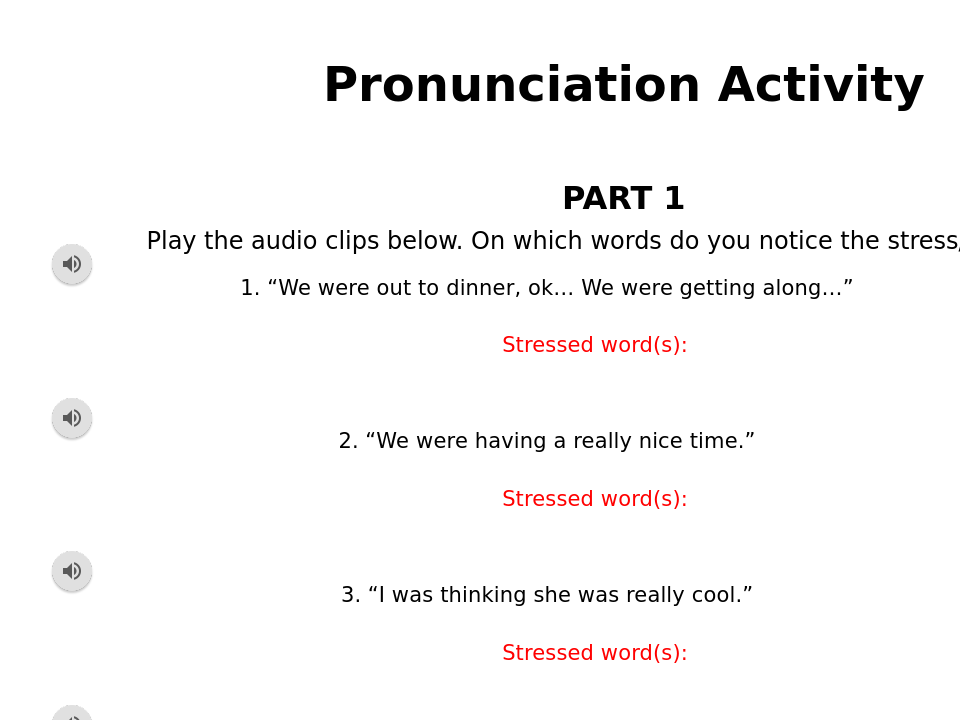 Pronunciation Activity
PART 1
Play the audio clips below. On which words do you notice the stress,
1. “We were out to dinner, ok… We were getting along…”
Stressed word(s):
2. “We were having a really nice time.”
Stressed word(s):
3. “I was thinking she was really cool.”
Stressed word(s):